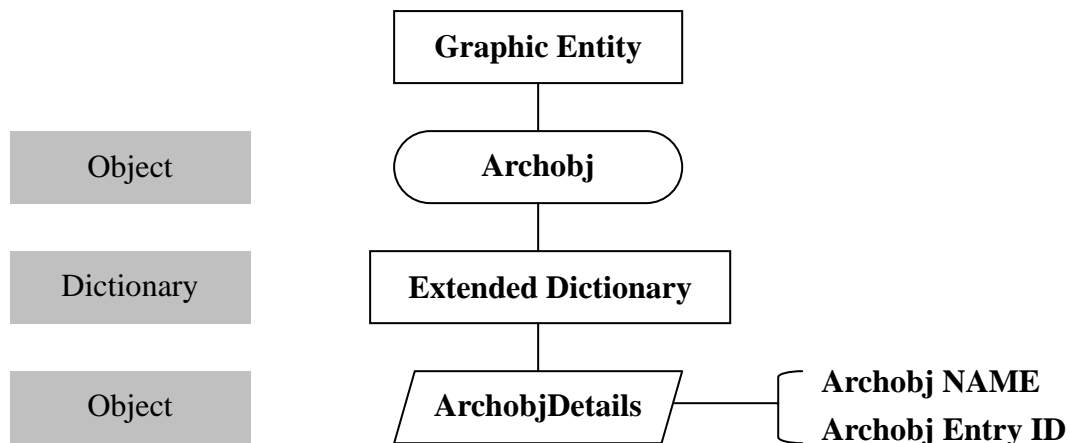 Graphic Entity
Object
Archobj
Dictionary
Extended Dictionary
Object
ArchobjDetails
Archobj NAME
Archobj Entry ID